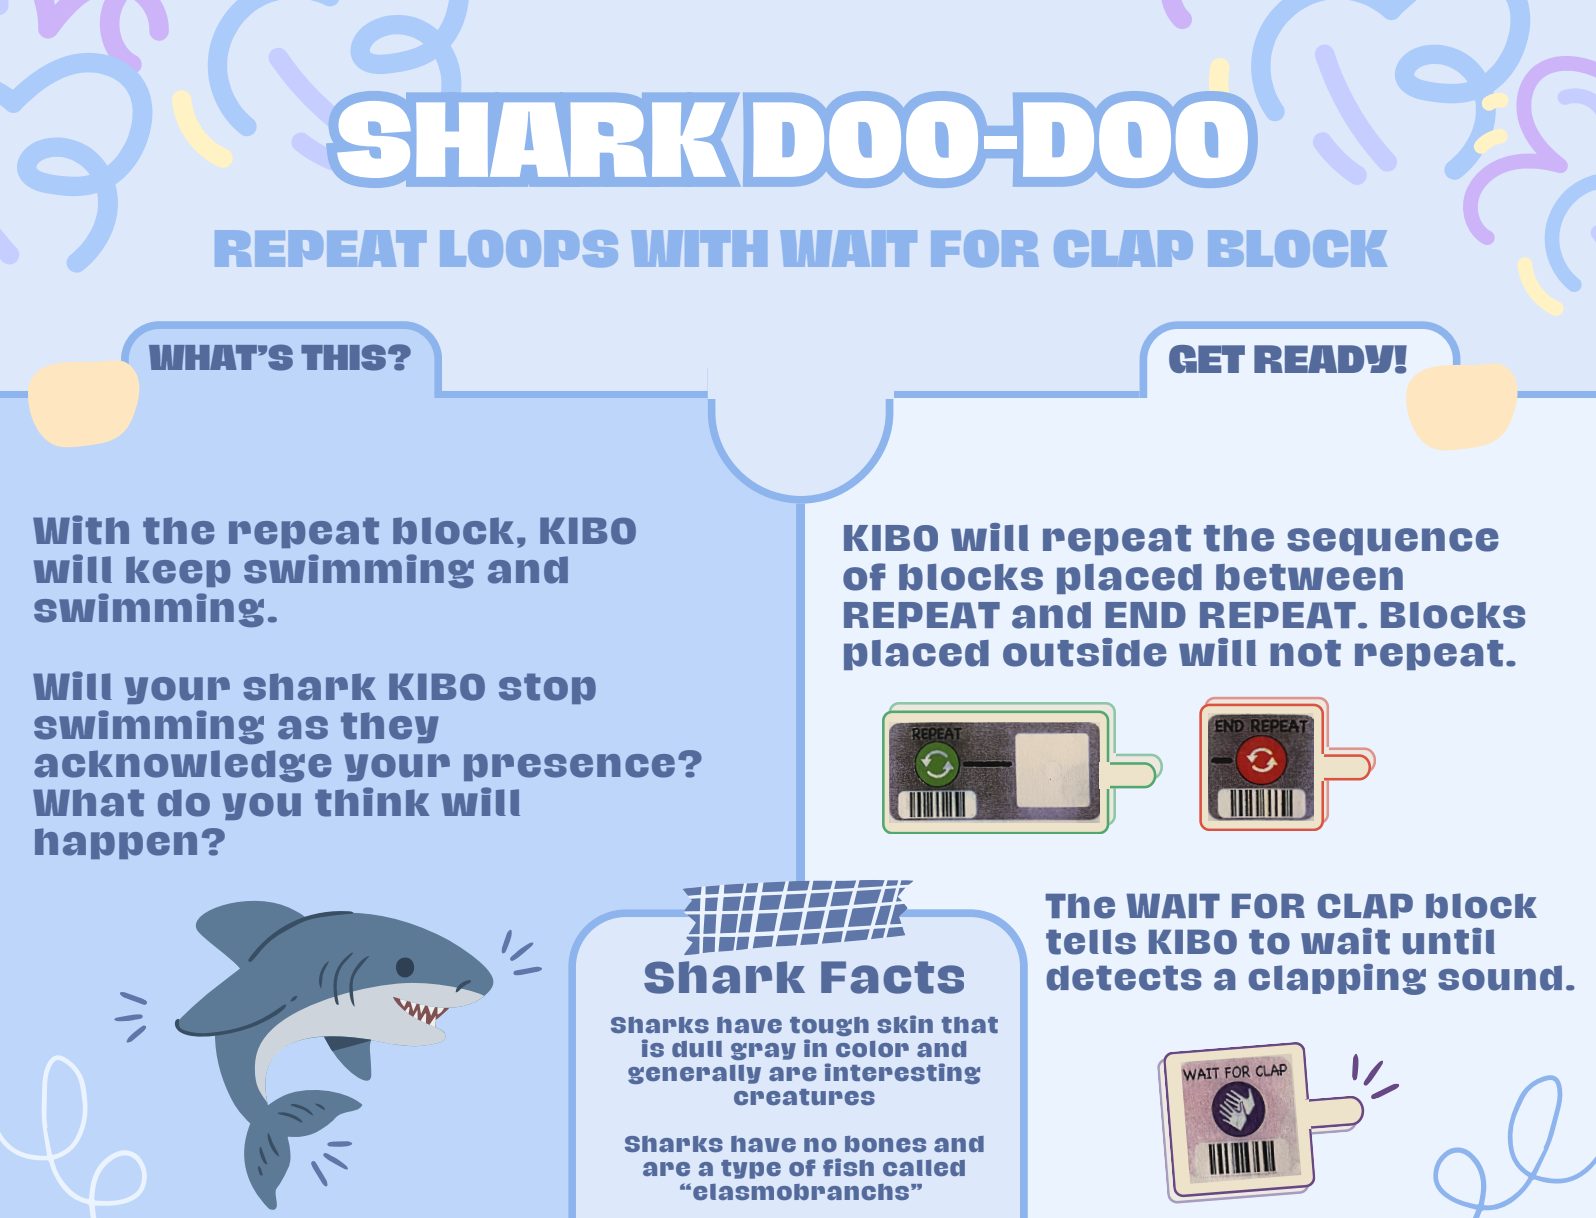 SHARK DOO-DOO
REPEAT LOOPS WITH WAIT FOR CLAP BLOCK
WHAT'S THIS?
With the repeat block, KIBO
will keep swimming and
swimming.
Will your shark KIBO stop
swimming as they
acknowledge your presence?
What do you think will
happen?
GET READY!
KIBO will repeat the sequence
of blocks placed between
REPEAT and END REPEAT. Blocks
placed outside will not repeat.
REPEAT
END REPEAT
The WAIT FOR CLAP block
tells KIBO to wait until
detects a clapping sound.
WAIT FOR CLAP
Shark Facts
Sharks have tough skin that
is dull gray in color and
generally are interesting
creatures
Sharks have no bones and
are a type of fish called
“elasmobranchs”